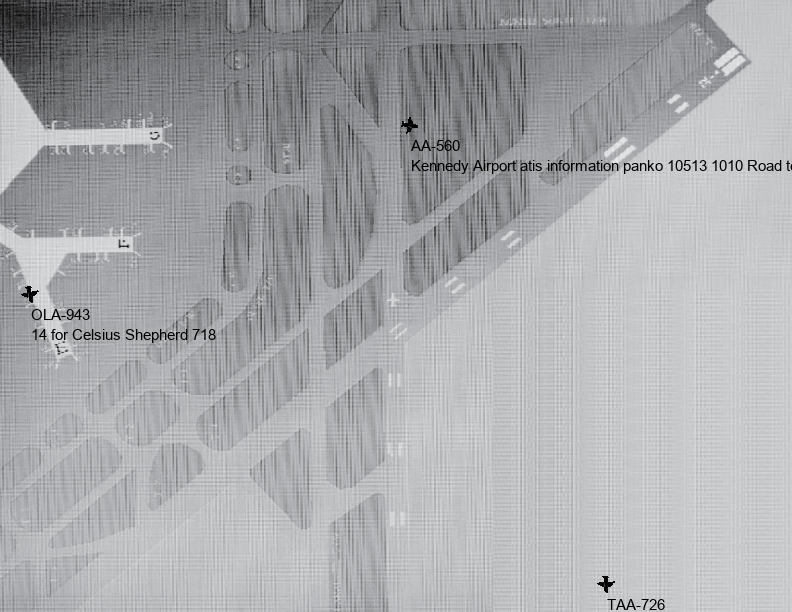 G
F
AA-560
Kennedy Airport atis information panko 10513 1010 Road to
OLA-943
14 for Celsius Shepherd 718
TAA-726